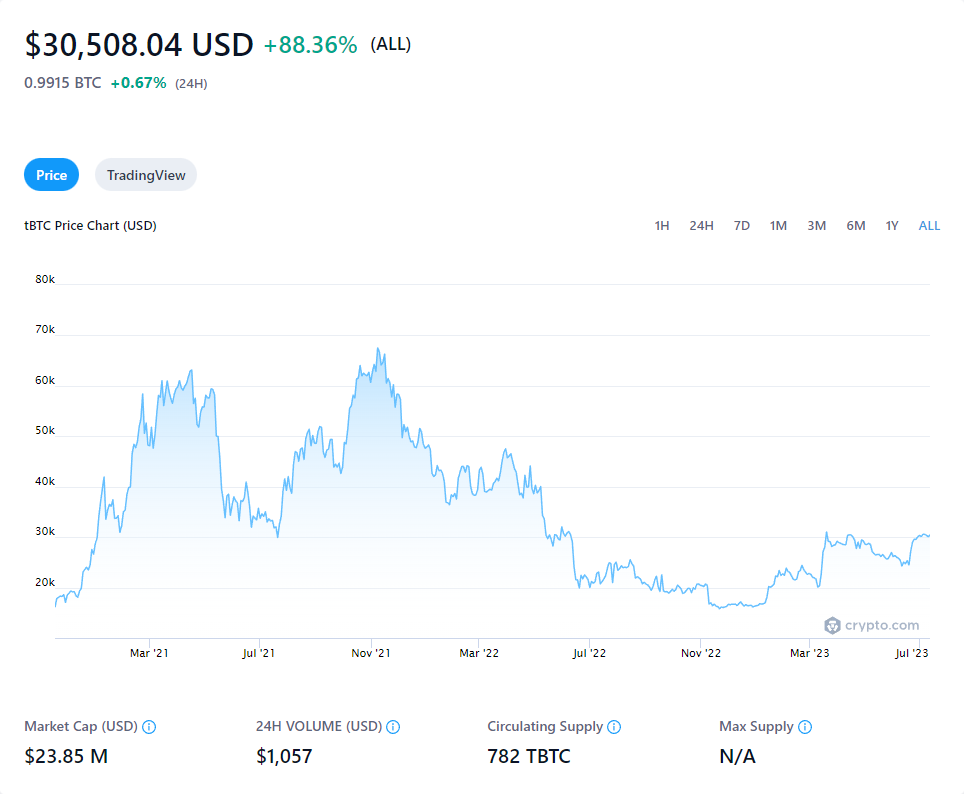 $30,508.04 USD +88.36% (ALL)
0.9915 BTC +0.67% (24H)
Price TradingView
tBTC Price Chart (USD) 1H 24H 7D 1M 3M 6M 1Y ALL
80k
70k
60k
50k
40k
30k
20k
crypto.com
Mar '21 Jul '21 Nov '21 Mar '22 Jul '22 Nov '22 Mar '23 Jul '23
Market Cap (USD) 24H VOLUME (USD) Circulating Supply Max Supply
$23.85 M $1,057 782 TBTC N/A